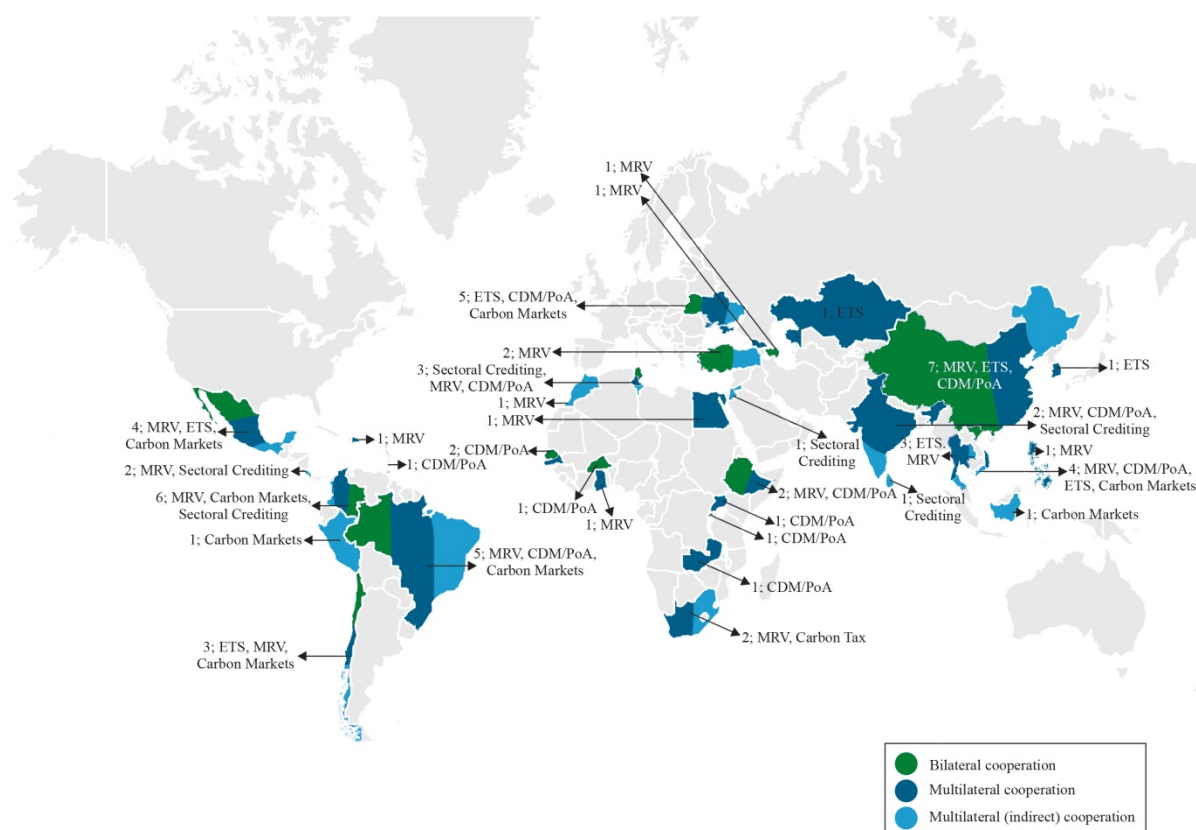 1; MRV
1; MRV
5; ETS, CDM/PoA,
Carbon Markets
1; ETS
2; MRV
7; MRV, ETS,
CDM/PoA
1; ETS
3; Sectoral Crediting,
MRV, CDM/PoA
1; MRV
1; MRV
4; MRV, ETS,
Carbon Markets
1; MRV
2; MRV, CDM/PoA,
Sectoral Crediting
1; Sectoral
Crediting
3; ETS,
MRV
1; MRV
2; CDM/PoA
1; CDM/PoA
2; MRV, Sectoral Crediting
4; MRV, CDM/PoA,
ETS, Carbon Markets
2; MRV, CDM/PoA
1; Sectoral
Crediting
6; MRV, Carbon Markets,
Sectoral Crediting
1; CDM/PoA
1; MRV
1; CDM/PoA
1; Carbon Markets
1; CDM/PoA
1; Carbon Markets
5; MRV, CDM/PoA,
Carbon Markets
1; CDM/PoA
2; MRV, Carbon Tax
3; ETS, MRV,
Carbon Markets
Bilateral cooperation
Multilateral cooperation
Multilateral (indirect) cooperation